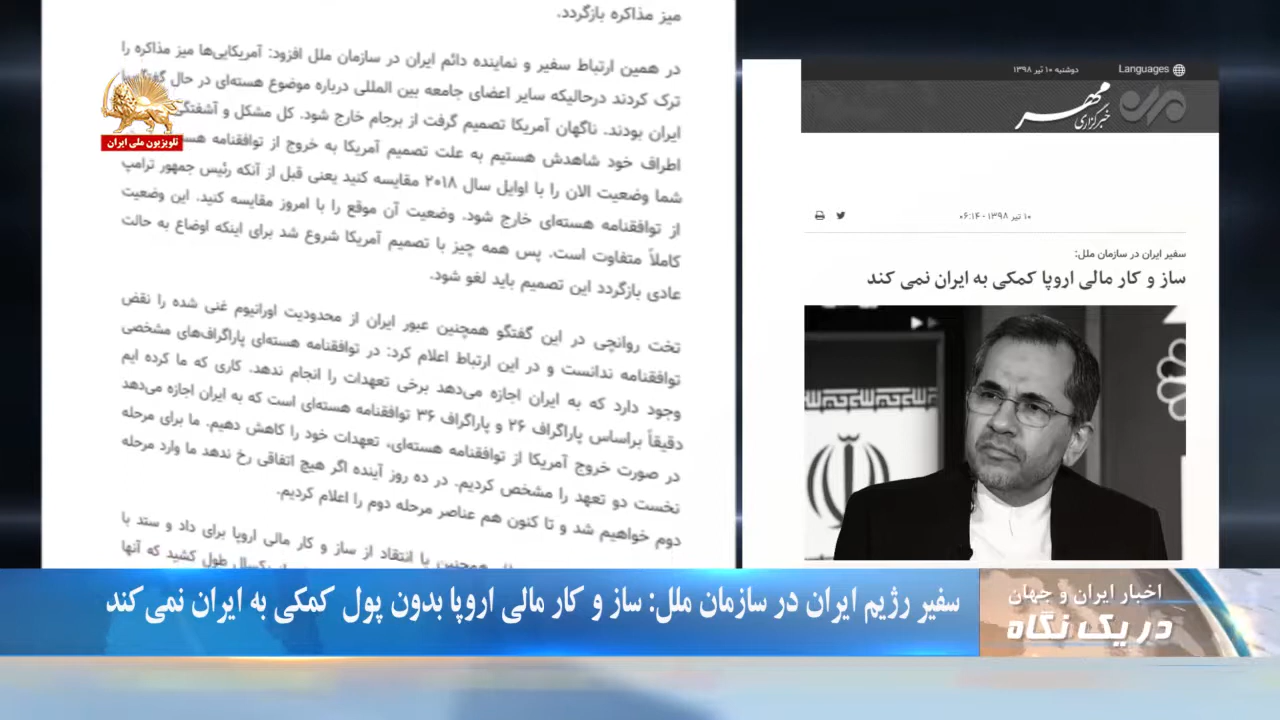 میز مذاکره بازگردد.
در همین ارتباط سفیر و نماینده دائم ایران در سازمان ملل افزود: آمریکایی‌ها میز مذاکره را
ترک کردند درحالیکه سایر اعضای جامعه بین المللی درباره موضوع هسته‌ای در حال
ایران بودند. ناگهان آمریکا تصمیم گرفت از برجام خارج شود. کل مشکل و
اطراف خود شاهدش هستیم به علت تصمیم آمریکا به خروج از توافقنامه
شما وضعیت الان را با اوایل سال ۲۰۱۸ مقایسه کنید یعنی قبل از آنکه رئیس جمهور ترامپ
از توافقنامه هسته‌ای خارج شود. وضعیت آن موقع را با امروز مقایسه کنید. این وضعیت
کاملاً متفاوت است. پس همه چیز با تصمیم آمریکا شروع شد برای اینکه اوضاع به حالت
عادی بازگردد این تصمیم باید لغو شود.
تخت روانچی در این گفتگو همچنین عبور ایران از محدودیت اورانیوم غنی شده را نقض
توافقنامه ندانست و در این ارتباط اعلام کرد: در توافقنامه هسته‌ای پاراگراف‌های مشخصی
وجود دارد که به ایران اجازه می‌دهد برخی تعهدات را انجام ندهد. کاری که ما کرده ایم
دقیقاً براساس پاراگراف ۲۶ و پاراگراف ۳۶ توافقنامه هسته‌ای است که به ایران اجازه می‌دهد
در صورت خروج آمریکا از توافقنامه هسته‌ای، تعهدات خود را کاهش دهیم. ما برای مرحله
نخست دو تعهد را مشخص کردیم. در ده روز آینده اگر هیچ اتفاقی رخ ندهد ما وارد مرحله
دوم خواهیم شد و تا کنون هم عناصر مرحله دوم را اعلام کردیم.
همچنین با انتقاد از ساز و کار مالی اروپا برای داد و ستد با
یکسال طول کشید که آنها
تلویزیون ملی ایران
Languages
دوشنبه ۱۰ تیر ۱۳۹۸
خبرگزاری مهر
۱۰ تیر ۱۳۹۸ - ۰۶:۱۴
سفیر ایران در سازمان ملل:
ساز و کار مالی اروپا کمکی به ایران نمی کند
اخبار ایران و جهان
در یک نگاه
سفیر رژیم ایران در سازمان ملل: ساز و کار مالی اروپا بدون پول کمکی به ایران نمی‌کند